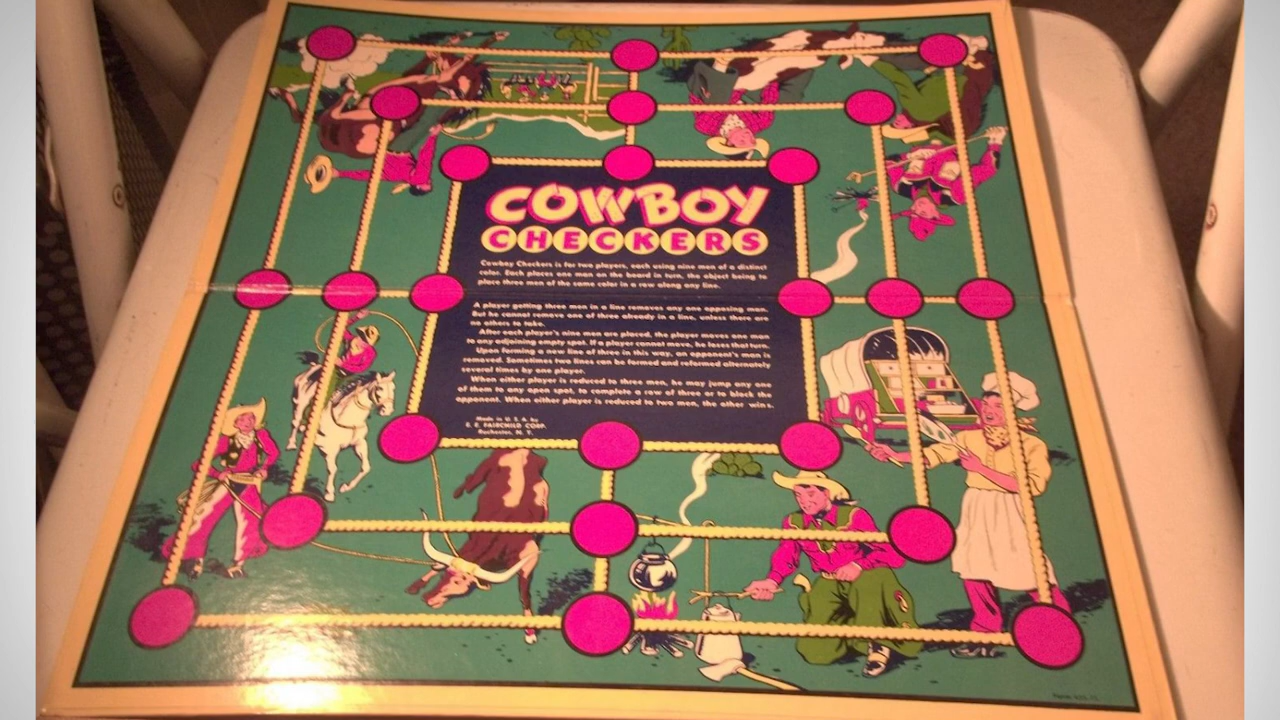 COWBOY
CHECKERS
Cowboy Checkers is for two players, each using nine men of a distinct
color. Each places one man on the board in turn, the object being to
place three men of the same color in a row along any line.
A player getting three men in a line removes any one opposing man.
But he cannot remove one of three already in a line, unless there are
no others to take.
After each player's nine men are placed, the player moves one man
to any adjoining empty spot. If a player cannot move, he loses that turn.
Upon forming a new line of three in this way, an opponent's man is
removed. Sometimes two lines can be formed and reformed alternately
several times by one player.
When either player is reduced to three men, he may jump any one
of them to any open spot, to complete a row of three or to block the
opponent. When either player is reduced to two men, the other wins.
Made in U. S. A. by
E. E. FAIRCHILD CORP.
Rochester, N. Y.